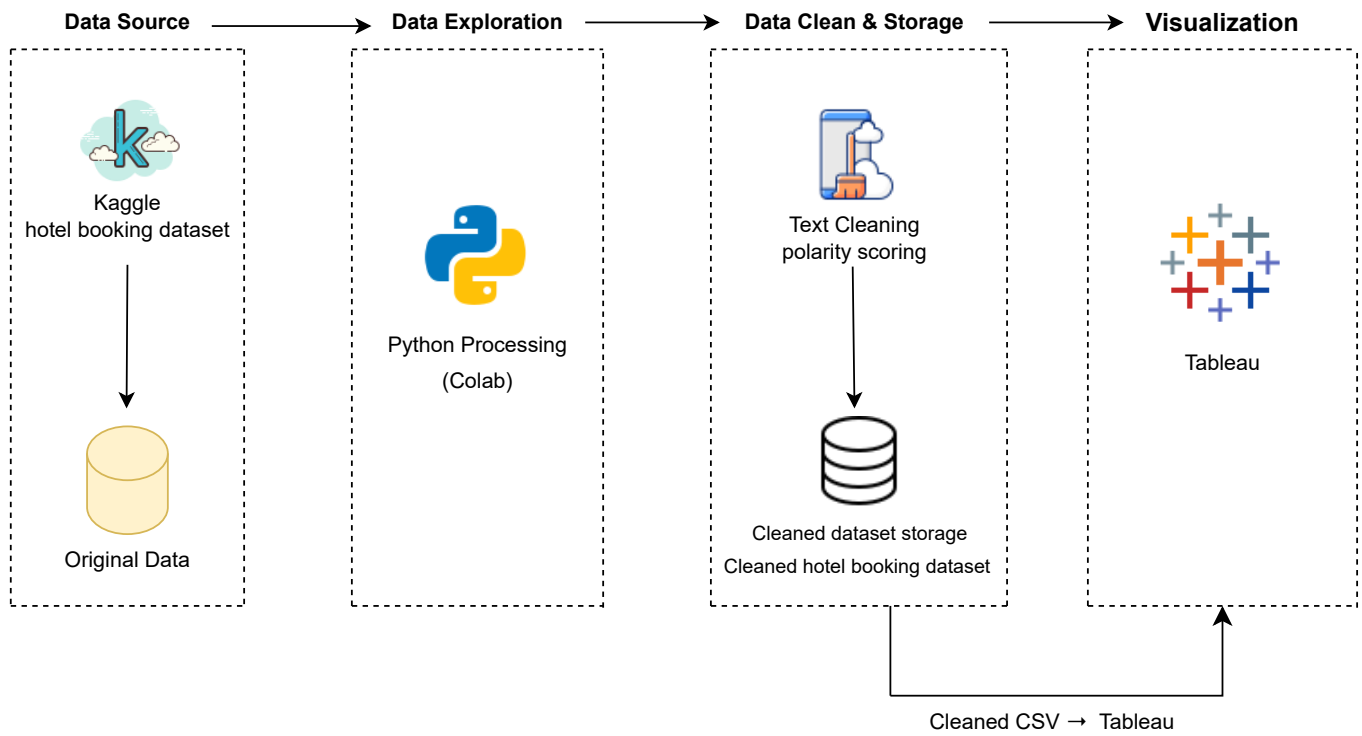 Data Source
Data Exploration
Data Clean & Storage
Visualization
k
Kaggle
hotel booking dataset
Original Data
Python Processing
(Colab)
Text Cleaning
polarity scoring
Cleaned dataset storage
Cleaned hotel booking dataset
Tableau
Cleaned CSV → Tableau